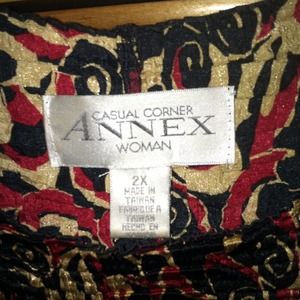 CASUAL CORNER
ANNEX
WOMAN
2X
MADE IN
TAIWAN
FABRIQUE A
TAIWAN
HECHO EN